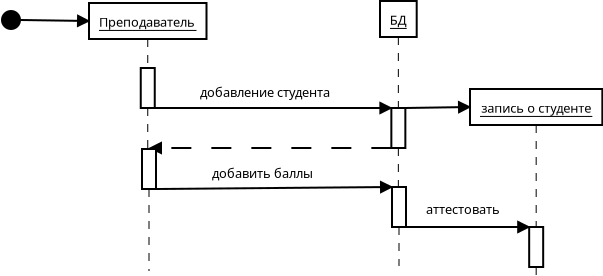 Преподаватель
БД
добавление студента
запись о студенте
добавить баллы
аттестовать